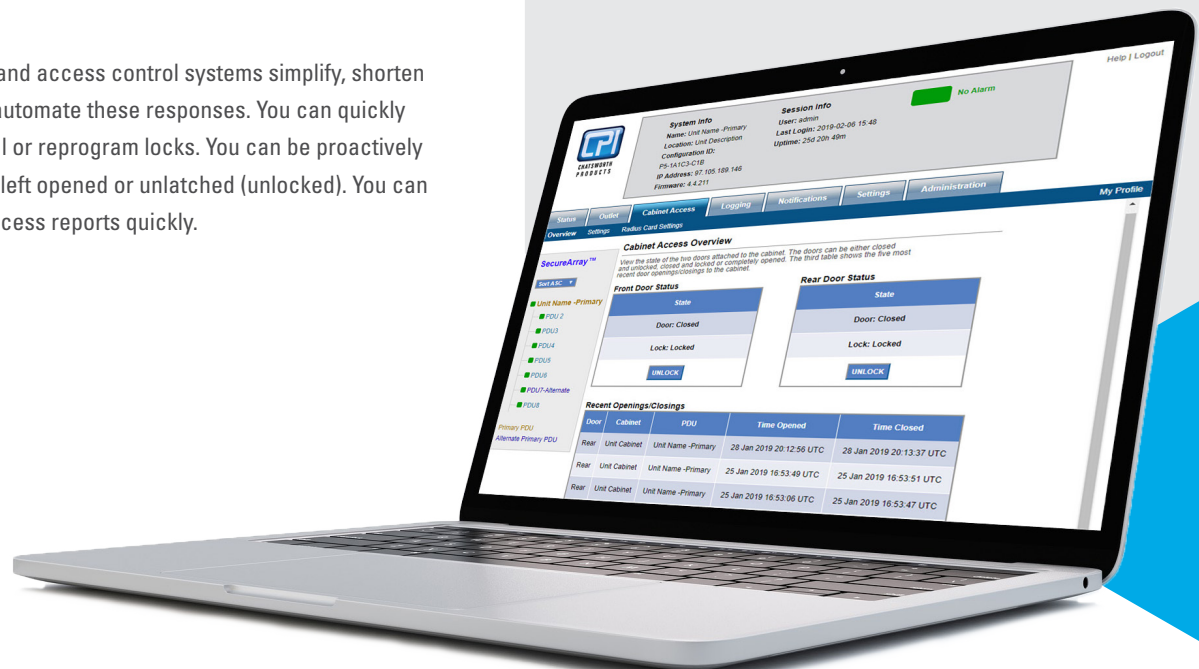 and access control systems simplify, shorten
automate these responses. You can quickly
l or reprogram locks. You can be proactively
left opened or unlatched (unlocked). You can
cess reports quickly.
Help | Logout
CPI
CHATSWORTH
PRODUCTS
System Info
Name: Unit Name -Primary
Location: Unit Description
Configuration ID:
P5-1A1C3-C1B
IP Address: 97.105.189.146
Firmware: 4.4.211
Session Info
User: admin
Last Login: 2019-02-06 15:48
Uptime: 25d 20h 49m
No Alarm
Status Outlet Cabinet Access Logging Notifications Settings Administration
Overview Settings Radius Card Settings My Profile
SecureArray™
Sort ASC
Unit Name -Primary
PDU 2
PDU3
PDU4
PDU5
PDU6
PDU7-Alternate
PDU8
Primary PDU
Alternate Primary PDU
Cabinet Access Overview
View the state of the two doors attached to the cabinet. The doors can be either closed
and unlocked, closed and locked or completely opened. The third table shows the five most
recent door openings/closings to the cabinet.
Front Door Status
State
Door: Closed
Lock: Locked
UNLOCK
Rear Door Status
State
Door: Closed
Lock: Locked
UNLOCK
Recent Openings/Closings
Door Cabinet PDU Time Opened Time Closed
Rear Unit Cabinet Unit Name -Primary 28 Jan 2019 20:12:56 UTC 28 Jan 2019 20:13:37 UTC
Rear Unit Cabinet Unit Name -Primary 25 Jan 2019 16:53:49 UTC 25 Jan 2019 16:53:51 UTC
Rear Unit Cabinet Unit Name -Primary 25 Jan 2019 16:53:06 UTC 25 Jan 2019 16:53:47 UTC